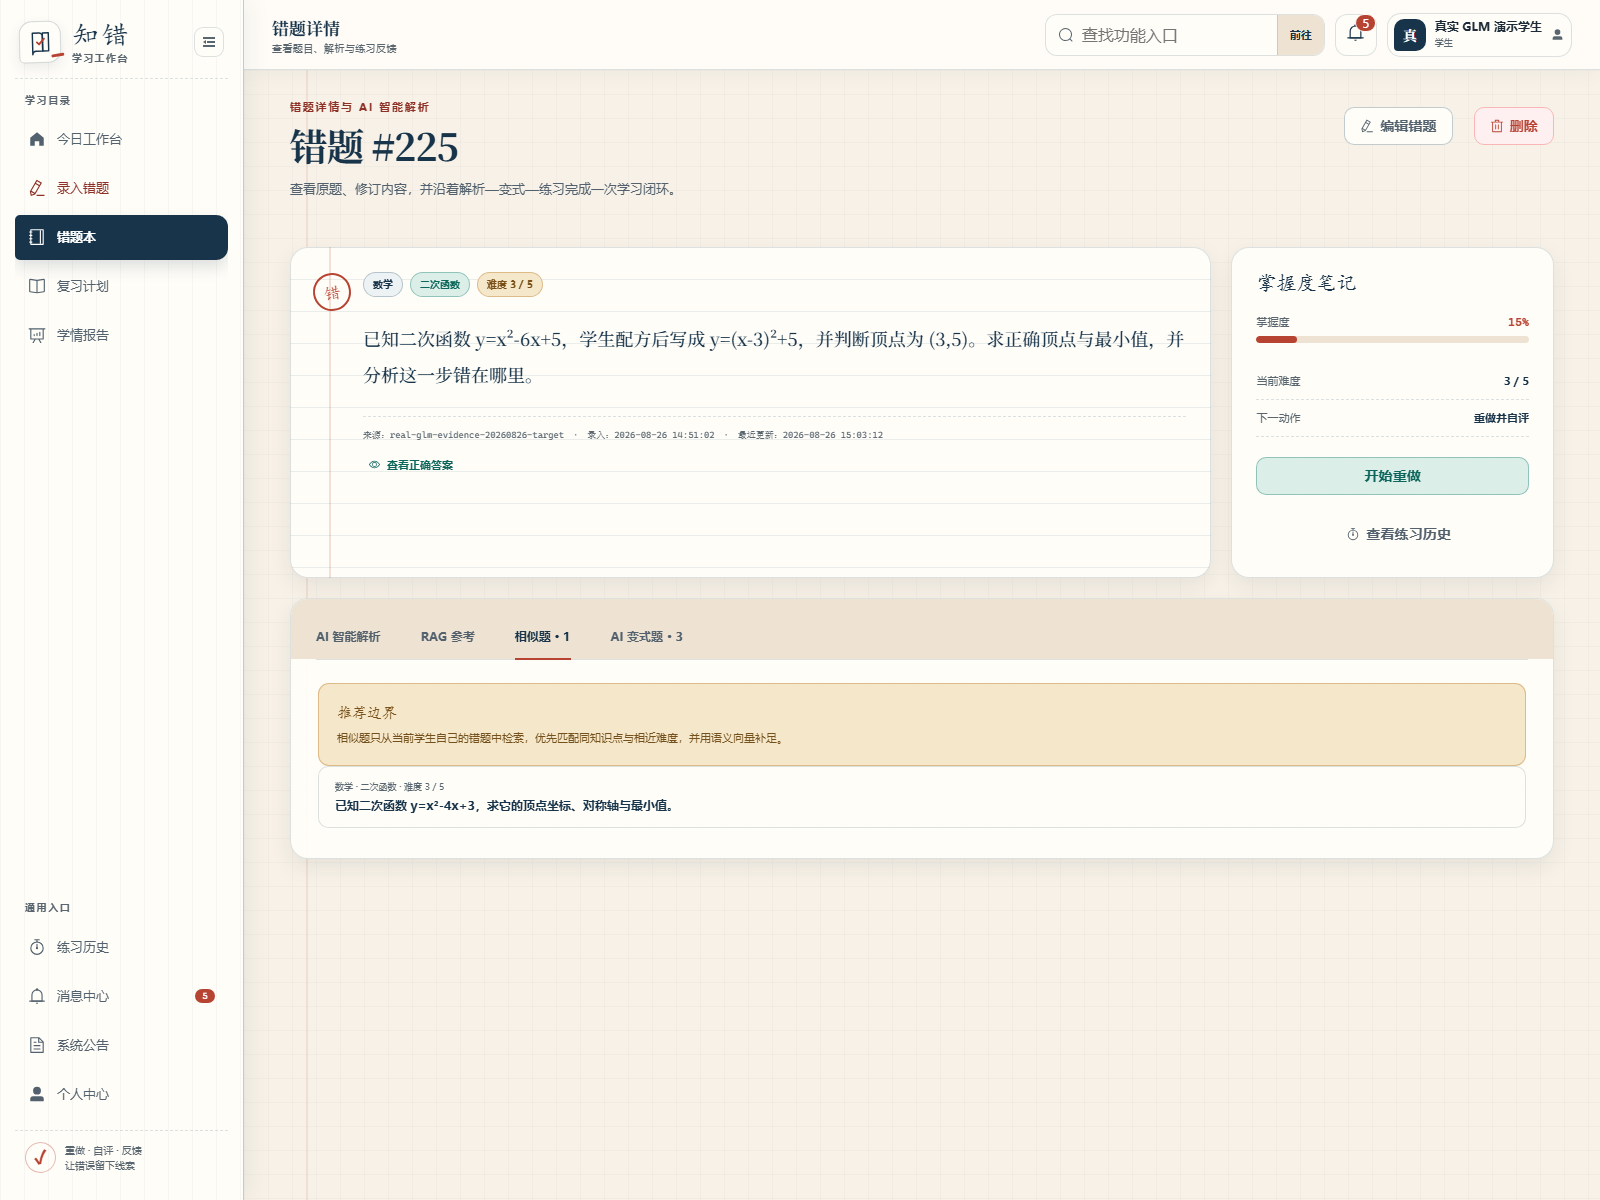 知错
学习工作台
学习目录
今日工作台
录入错题
错题本
复习计划
学情报告
通用入口
练习历史
消息中心
5
系统公告
个人中心
重做 · 自评 · 反馈
让错误留下线索
错题详情
查看题目、解析与练习反馈
查找功能入口
前往
5
真
真实 GLM 演示学生
学生
错题详情与 AI 智能解析
错题 #225
查看原题、修订内容，并沿着解析—变式—练习完成一次学习闭环。
编辑错题
删除
错
数学
二次函数
难度 3 / 5
已知二次函数 y=x²-6x+5，学生配方后写成 y=(x-3)²+5，并判断顶点为 (3,5)。求正确顶点与最小值，并
分析这一步错在哪里。
来源：real-glm-evidence-20260826-target · 录入：2026-08-26 14:51:02 · 最近更新：2026-08-26 15:03:12
查看正确答案
掌握度笔记
掌握度
15%
当前难度
3 / 5
下一动作
重做并自评
开始重做
查看练习历史
AI 智能解析
RAG 参考
相似题 • 1
AI 变式题 • 3
推荐边界
相似题只从当前学生自己的错题中检索，优先匹配同知识点与相近难度，并用语义向量补足。
数学 · 二次函数 · 难度 3 / 5
已知二次函数 y=x²-4x+3，求它的顶点坐标、对称轴与最小值。